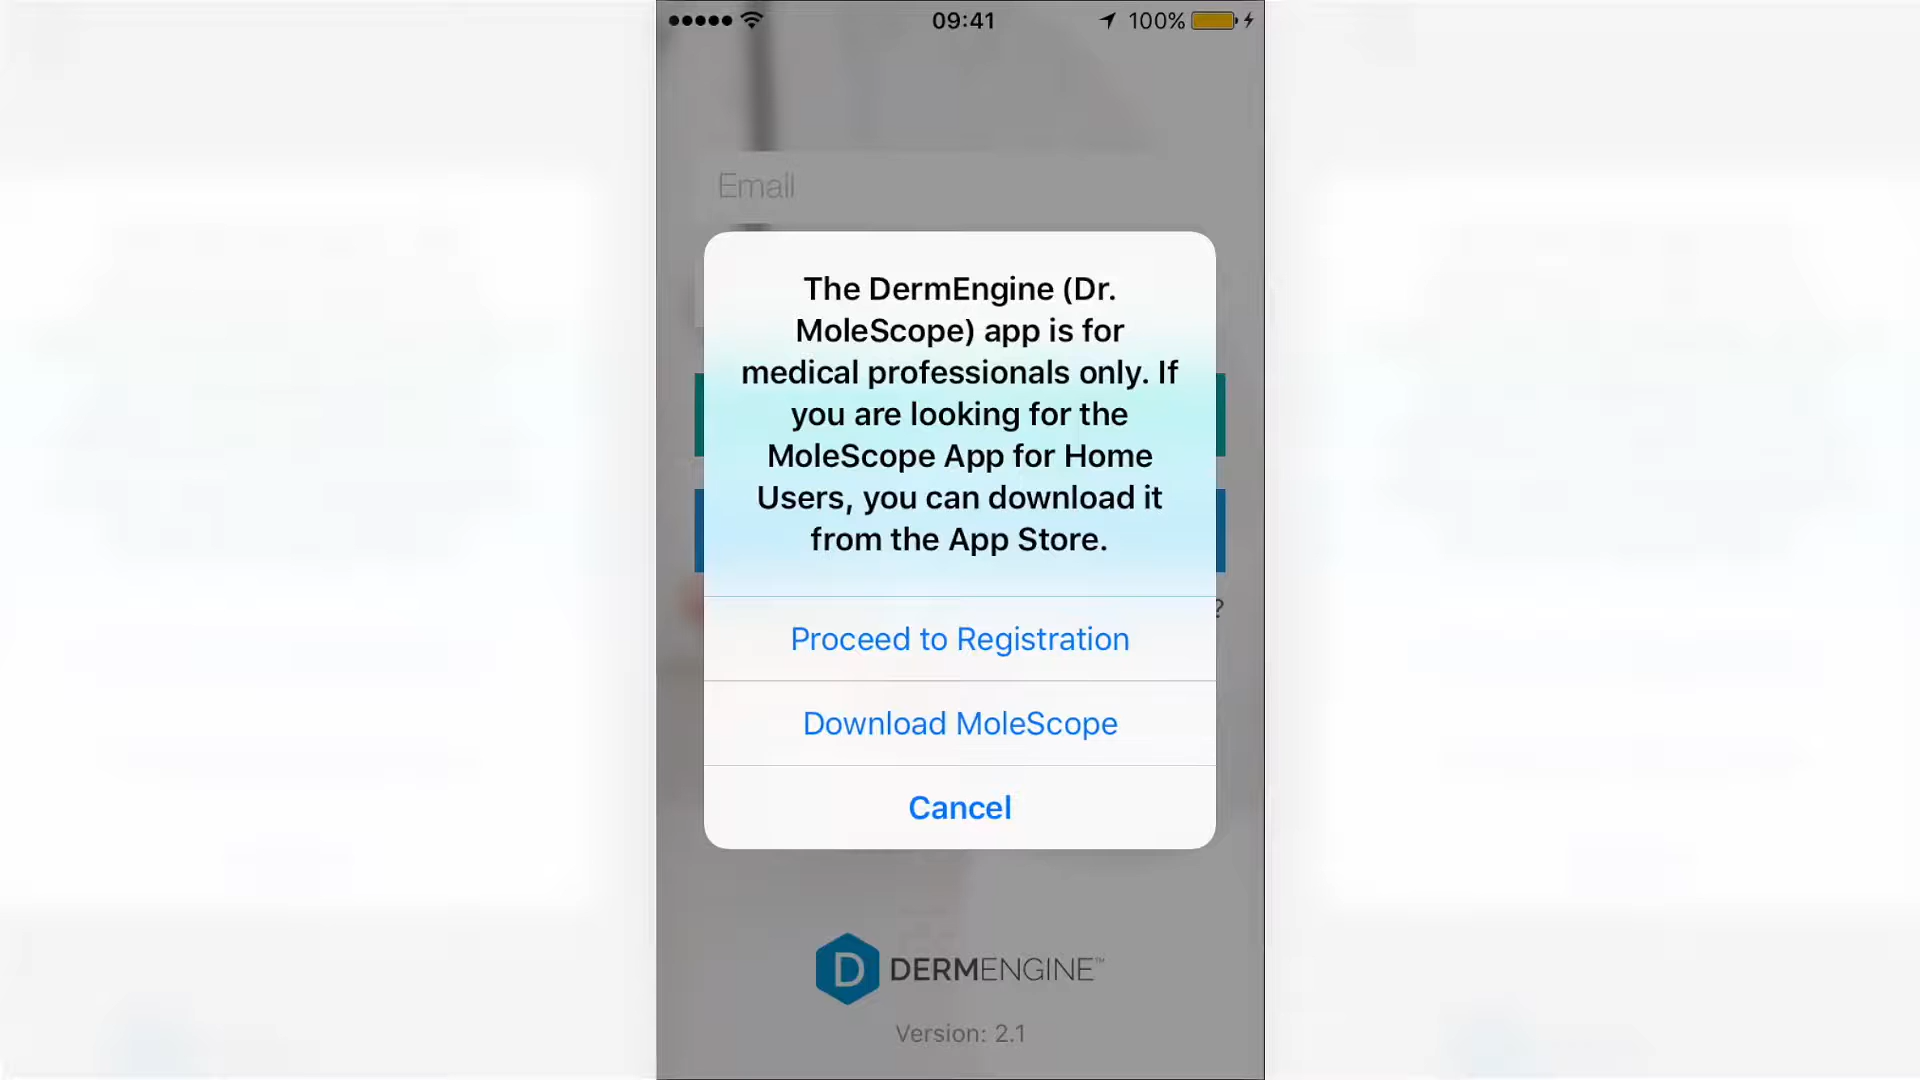 09:41
100%
Email
The DermEngine (Dr.
MoleScope) app is for
medical professionals only. If
you are looking for the
MoleScope App for Home
Users, you can download it
from the App Store.
?
Proceed to Registration
Download MoleScope
Cancel
D DERMENGINE™
Version: 2.1